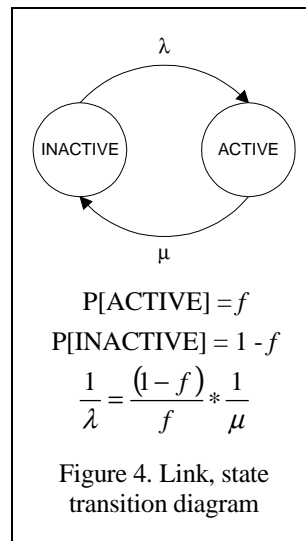 λ
INACTIVE
ACTIVE
μ
P[ACTIVE] = f
P[INACTIVE] = 1 - f
1/λ = (1 − f)/f * 1/μ
Figure 4. Link, state
transition diagram